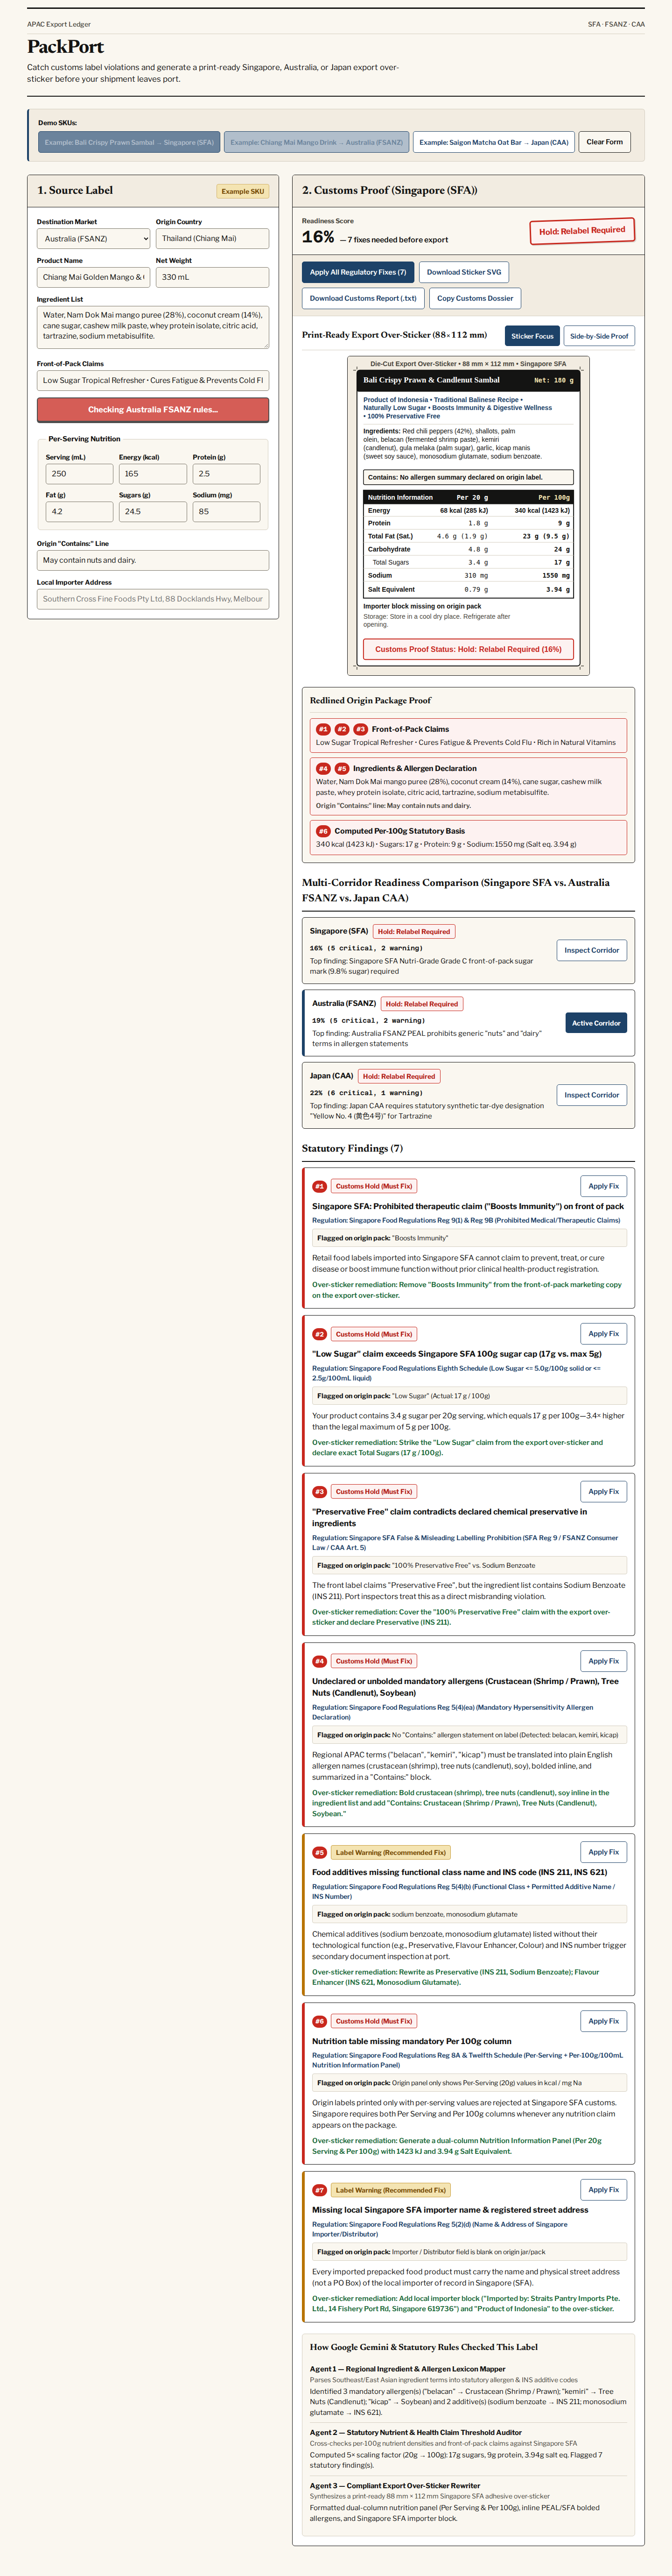 APAC Export Ledger
SFA · FSANZ · CAA
PackPort
Catch customs label violations and generate a print-ready Singapore, Australia, or Japan export over-
sticker before your shipment leaves port.
Demo SKUs:
Example: Bali Crispy Prawn Sambal → Singapore (SFA)
Example: Chiang Mai Mango Drink → Australia (FSANZ)
Example: Saigon Matcha Oat Bar → Japan (CAA)
Clear Form
1. Source Label
Example SKU
Destination Market
Origin Country
Australia (FSANZ)
Thailand (Chiang Mai)
Product Name
Net Weight
Chiang Mai Golden Mango &
330 mL
Ingredient List
Water, Nam Dok Mai mango puree (28%), coconut cream (14%),
cane sugar, cashew milk paste, whey protein isolate, citric acid,
tartrazine, sodium metabisulfite.
Front-of-Pack Claims
Low Sugar Tropical Refresher • Cures Fatigue & Prevents Cold Fl
Checking Australia FSANZ rules...
Per-Serving Nutrition
Serving (mL)
Energy (kcal)
Protein (g)
250
165
2.5
Fat (g)
Sugars (g)
Sodium (mg)
4.2
24.5
85
Origin "Contains:" Line
May contain nuts and dairy.
Local Importer Address
Southern Cross Fine Foods Pty Ltd, 88 Docklands Hwy, Melbour
2. Customs Proof (Singapore (SFA))
Readiness Score
16% — 7 fixes needed before export
Hold: Relabel Required
Apply All Regulatory Fixes (7)
Download Sticker SVG
Download Customs Report (.txt)
Copy Customs Dossier
Print-Ready Export Over-Sticker (88×112 mm)
Sticker Focus
Side-by-Side Proof
Die-Cut Export Over-Sticker • 88 mm × 112 mm • Singapore SFA
Bali Crispy Prawn & Candlenut Sambal
Net: 180 g
Product of Indonesia • Traditional Balinese Recipe •
Naturally Low Sugar • Boosts Immunity & Digestive Wellness
• 100% Preservative Free
Ingredients: Red chili peppers (42%), shallots, palm
olein, belacan (fermented shrimp paste), kemiri
(candlenut), gula melaka (palm sugar), garlic, kicap manis
(sweet soy sauce), monosodium glutamate, sodium benzoate.
Contains: No allergen summary declared on origin label.
Nutrition Information Per 20 g Per 100g
Energy 68 kcal (285 kJ) 340 kcal (1423 kJ)
Protein 1.8 g 9 g
Total Fat (Sat.) 4.6 g (1.9 g) 23 g (9.5 g)
Carbohydrate 4.8 g 24 g
Total Sugars 3.4 g 17 g
Sodium 310 mg 1550 mg
Salt Equivalent 0.79 g 3.94 g
Importer block missing on origin pack
Storage: Store in a cool dry place. Refrigerate after
opening.
Customs Proof Status: Hold: Relabel Required (16%)
Redlined Origin Package Proof
#1 #2 #3 Front-of-Pack Claims
Low Sugar Tropical Refresher • Cures Fatigue & Prevents Cold Flu • Rich in Natural Vitamins
#4 #5 Ingredients & Allergen Declaration
Water, Nam Dok Mai mango puree (28%), coconut cream (14%), cane sugar, cashew milk
paste, whey protein isolate, citric acid, tartrazine, sodium metabisulfite.
Origin "Contains:" line: May contain nuts and dairy.
#6 Computed Per-100g Statutory Basis
340 kcal (1423 kJ) • Sugars: 17 g • Protein: 9 g • Sodium: 1550 mg (Salt eq. 3.94 g)
Multi-Corridor Readiness Comparison (Singapore SFA vs. Australia
FSANZ vs. Japan CAA)
Singapore (SFA) Hold: Relabel Required
16% (5 critical, 2 warning)
Top finding: Singapore SFA Nutri-Grade Grade C front-of-pack sugar
mark (9.8% sugar) required
Inspect Corridor
Australia (FSANZ) Hold: Relabel Required
19% (5 critical, 2 warning)
Top finding: Australia FSANZ PEAL prohibits generic "nuts" and "dairy"
terms in allergen statements
Active Corridor
Japan (CAA) Hold: Relabel Required
22% (6 critical, 1 warning)
Top finding: Japan CAA requires statutory synthetic tar-dye designation
"Yellow No. 4 (黄色4号)" for Tartrazine
Inspect Corridor
Statutory Findings (7)
#1 Customs Hold (Must Fix)
Apply Fix
Singapore SFA: Prohibited therapeutic claim ("Boosts Immunity") on front of pack
Regulation: Singapore Food Regulations Reg 9(1) & Reg 9B (Prohibited Medical/Therapeutic Claims)
Flagged on origin pack: "Boosts Immunity"
Retail food labels imported into Singapore SFA cannot claim to prevent, treat, or cure
disease or boost immune function without prior clinical health-product registration.
Over-sticker remediation: Remove "Boosts Immunity" from the front-of-pack marketing copy
on the export over-sticker.
#2 Customs Hold (Must Fix)
Apply Fix
"Low Sugar" claim exceeds Singapore SFA 100g sugar cap (17g vs. max 5g)
Regulation: Singapore Food Regulations Eighth Schedule (Low Sugar <= 5.0g/100g solid or <=
2.5g/100mL liquid)
Flagged on origin pack: "Low Sugar" (Actual: 17 g / 100g)
Your product contains 3.4 g sugar per 20g serving, which equals 17 g per 100g—3.4× higher
than the legal maximum of 5 g per 100g.
Over-sticker remediation: Strike the "Low Sugar" claim from the export over-sticker and
declare exact Total Sugars (17 g / 100g).
#3 Customs Hold (Must Fix)
Apply Fix
"Preservative Free" claim contradicts declared chemical preservative in
ingredients
Regulation: Singapore SFA False & Misleading Labelling Prohibition (SFA Reg 9 / FSANZ Consumer
Law / CAA Art. 5)
Flagged on origin pack: "100% Preservative Free" vs. Sodium Benzoate
The front label claims "Preservative Free", but the ingredient list contains Sodium Benzoate
(INS 211). Port inspectors treat this as a direct misbranding violation.
Over-sticker remediation: Cover the "100% Preservative Free" claim with the export over-
sticker and declare Preservative (INS 211).
#4 Customs Hold (Must Fix)
Apply Fix
Undeclared or unbolded mandatory allergens (Crustacean (Shrimp / Prawn), Tree
Nuts (Candlenut), Soybean)
Regulation: Singapore Food Regulations Reg 5(4)(ea) (Mandatory Hypersensitivity Allergen
Declaration)
Flagged on origin pack: No "Contains:" allergen statement on label (Detected: belacan, kemiri, kicap)
Regional APAC terms ("belacan", "kemiri", "kicap") must be translated into plain English
allergen names (crustacean (shrimp), tree nuts (candlenut), soy), bolded inline, and
summarized in a "Contains:" block.
Over-sticker remediation: Bold crustacean (shrimp), tree nuts (candlenut), soy inline in the
ingredient list and add "Contains: Crustacean (Shrimp / Prawn), Tree Nuts (Candlenut),
Soybean."
#5 Label Warning (Recommended Fix)
Apply Fix
Food additives missing functional class name and INS code (INS 211, INS 621)
Regulation: Singapore Food Regulations Reg 5(4)(b) (Functional Class + Permitted Additive Name /
INS Number)
Flagged on origin pack: sodium benzoate, monosodium glutamate
Chemical additives (sodium benzoate, monosodium glutamate) listed without their
technological function (e.g., Preservative, Flavour Enhancer, Colour) and INS number trigger
secondary document inspection at port.
Over-sticker remediation: Rewrite as Preservative (INS 211, Sodium Benzoate); Flavour
Enhancer (INS 621, Monosodium Glutamate).
#6 Customs Hold (Must Fix)
Apply Fix
Nutrition table missing mandatory Per 100g column
Regulation: Singapore Food Regulations Reg 8A & Twelfth Schedule (Per-Serving + Per-100g/100mL
Nutrition Information Panel)
Flagged on origin pack: Origin panel only shows Per-Serving (20g) values in kcal / mg Na
Origin labels printed only with per-serving values are rejected at Singapore SFA customs.
Singapore requires both Per Serving and Per 100g columns whenever any nutrition claim
appears on the package.
Over-sticker remediation: Generate a dual-column Nutrition Information Panel (Per 20g
Serving & Per 100g) with 1423 kJ and 3.94 g Salt Equivalent.
#7 Label Warning (Recommended Fix)
Apply Fix
Missing local Singapore SFA importer name & registered street address
Regulation: Singapore Food Regulations Reg 5(2)(d) (Name & Address of Singapore
Importer/Distributor)
Flagged on origin pack: Importer / Distributor field is blank on origin jar/pack
Every imported prepacked food product must carry the name and physical street address
(not a PO Box) of the local importer of record in Singapore (SFA).
Over-sticker remediation: Add local importer block ("Imported by: Straits Pantry Imports Pte.
Ltd., 14 Fishery Port Rd, Singapore 619736") and "Product of Indonesia" to the over-sticker.
How Google Gemini & Statutory Rules Checked This Label
Agent 1 — Regional Ingredient & Allergen Lexicon Mapper
Parses Southeast/East Asian ingredient terms into statutory allergen & INS additive codes
Identified 3 mandatory allergen(s) ("belacan" → Crustacean (Shrimp / Prawn); "kemiri" → Tree
Nuts (Candlenut); "kicap" → Soybean) and 2 additive(s) (sodium benzoate → INS 211; monosodium
glutamate → INS 621).
Agent 2 — Statutory Nutrient & Health Claim Threshold Auditor
Cross-checks per-100g nutrient densities and front-of-pack claims against Singapore SFA
Computed 5× scaling factor (20g → 100g): 17g sugars, 9g protein, 3.94g salt eq. Flagged 7
statutory finding(s).
Agent 3 — Compliant Export Over-Sticker Rewriter
Synthesizes a print-ready 88 mm × 112 mm Singapore SFA adhesive over-sticker
Formatted dual-column nutrition panel (Per Serving & Per 100g), inline PEAL/SFA bolded
allergens, and Singapore SFA importer block.